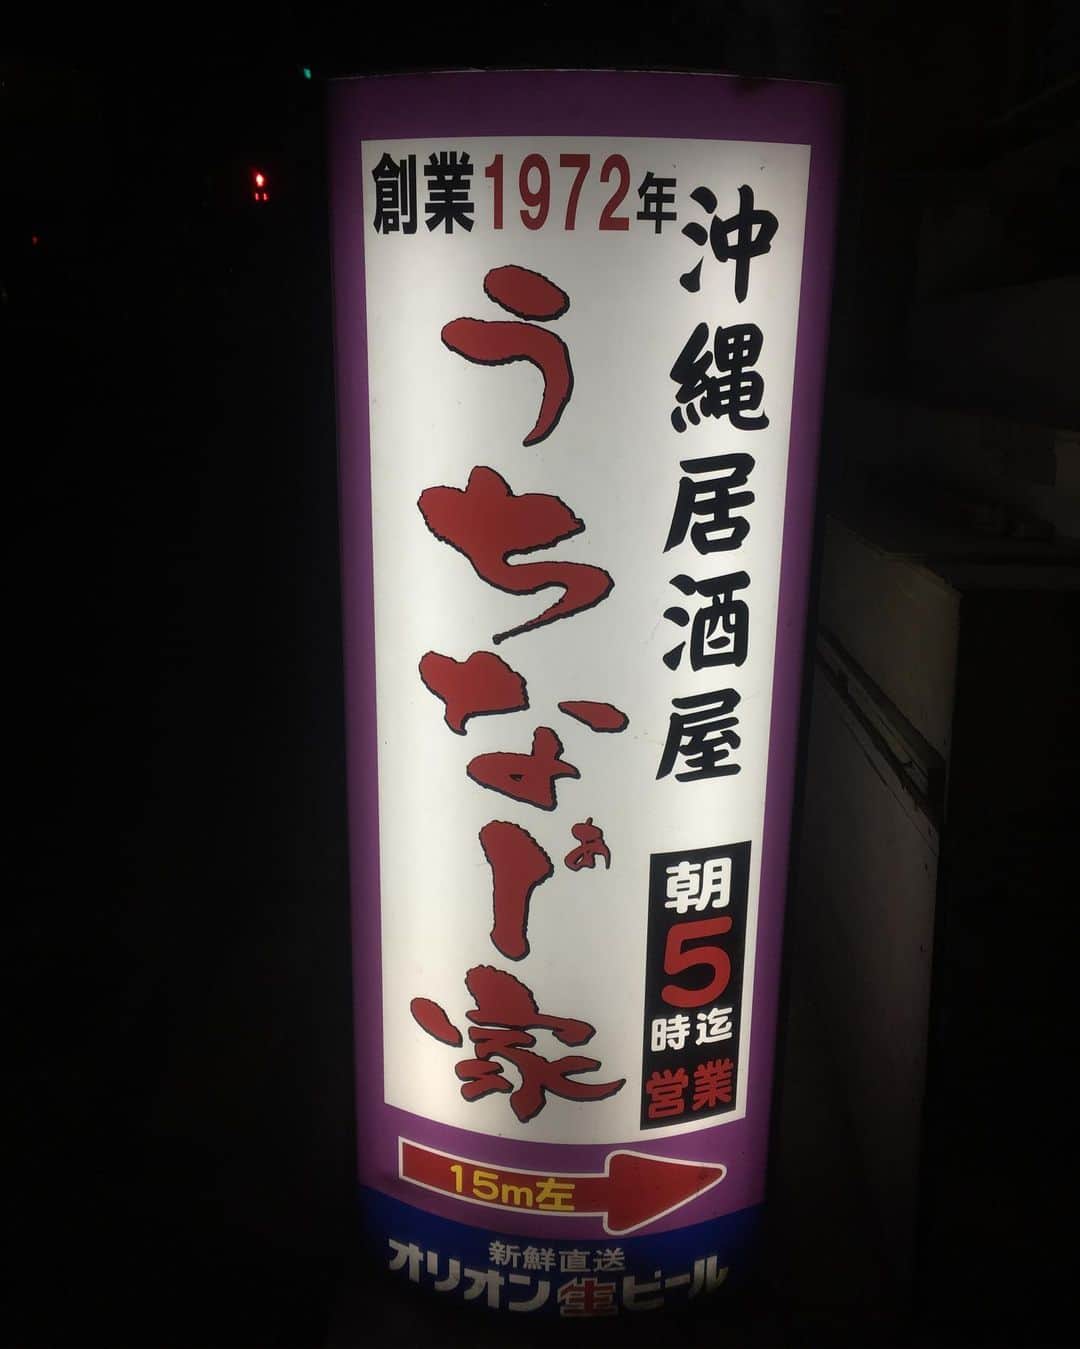 創業1972年
沖縄居酒屋
うちなー家
ぁ
朝
5
時迄
営業
15m左
新鮮直送
オリオン生ビール